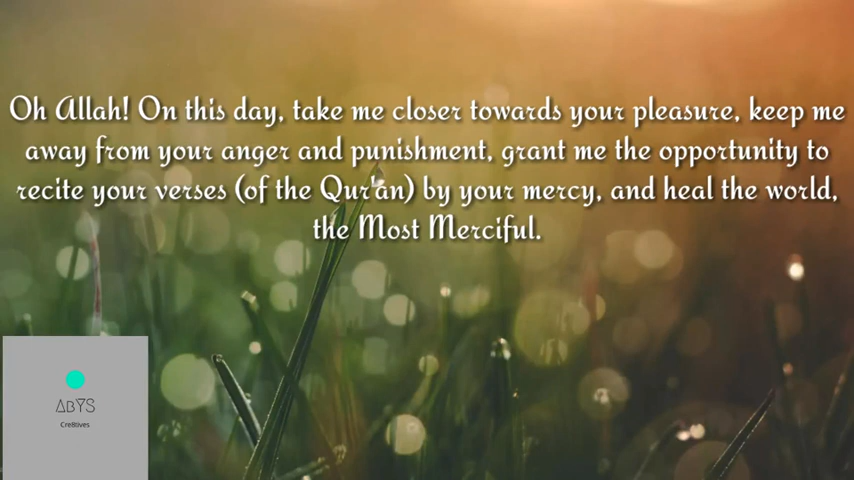 Oh Allah! On this day, take me closer towards your pleasure, keep me
away from your anger and punishment, grant me the opportunity to
recite your verses (of the Qur'an) by your mercy, and heal the world,
the Most Merciful.
ABYS
Cre8tives